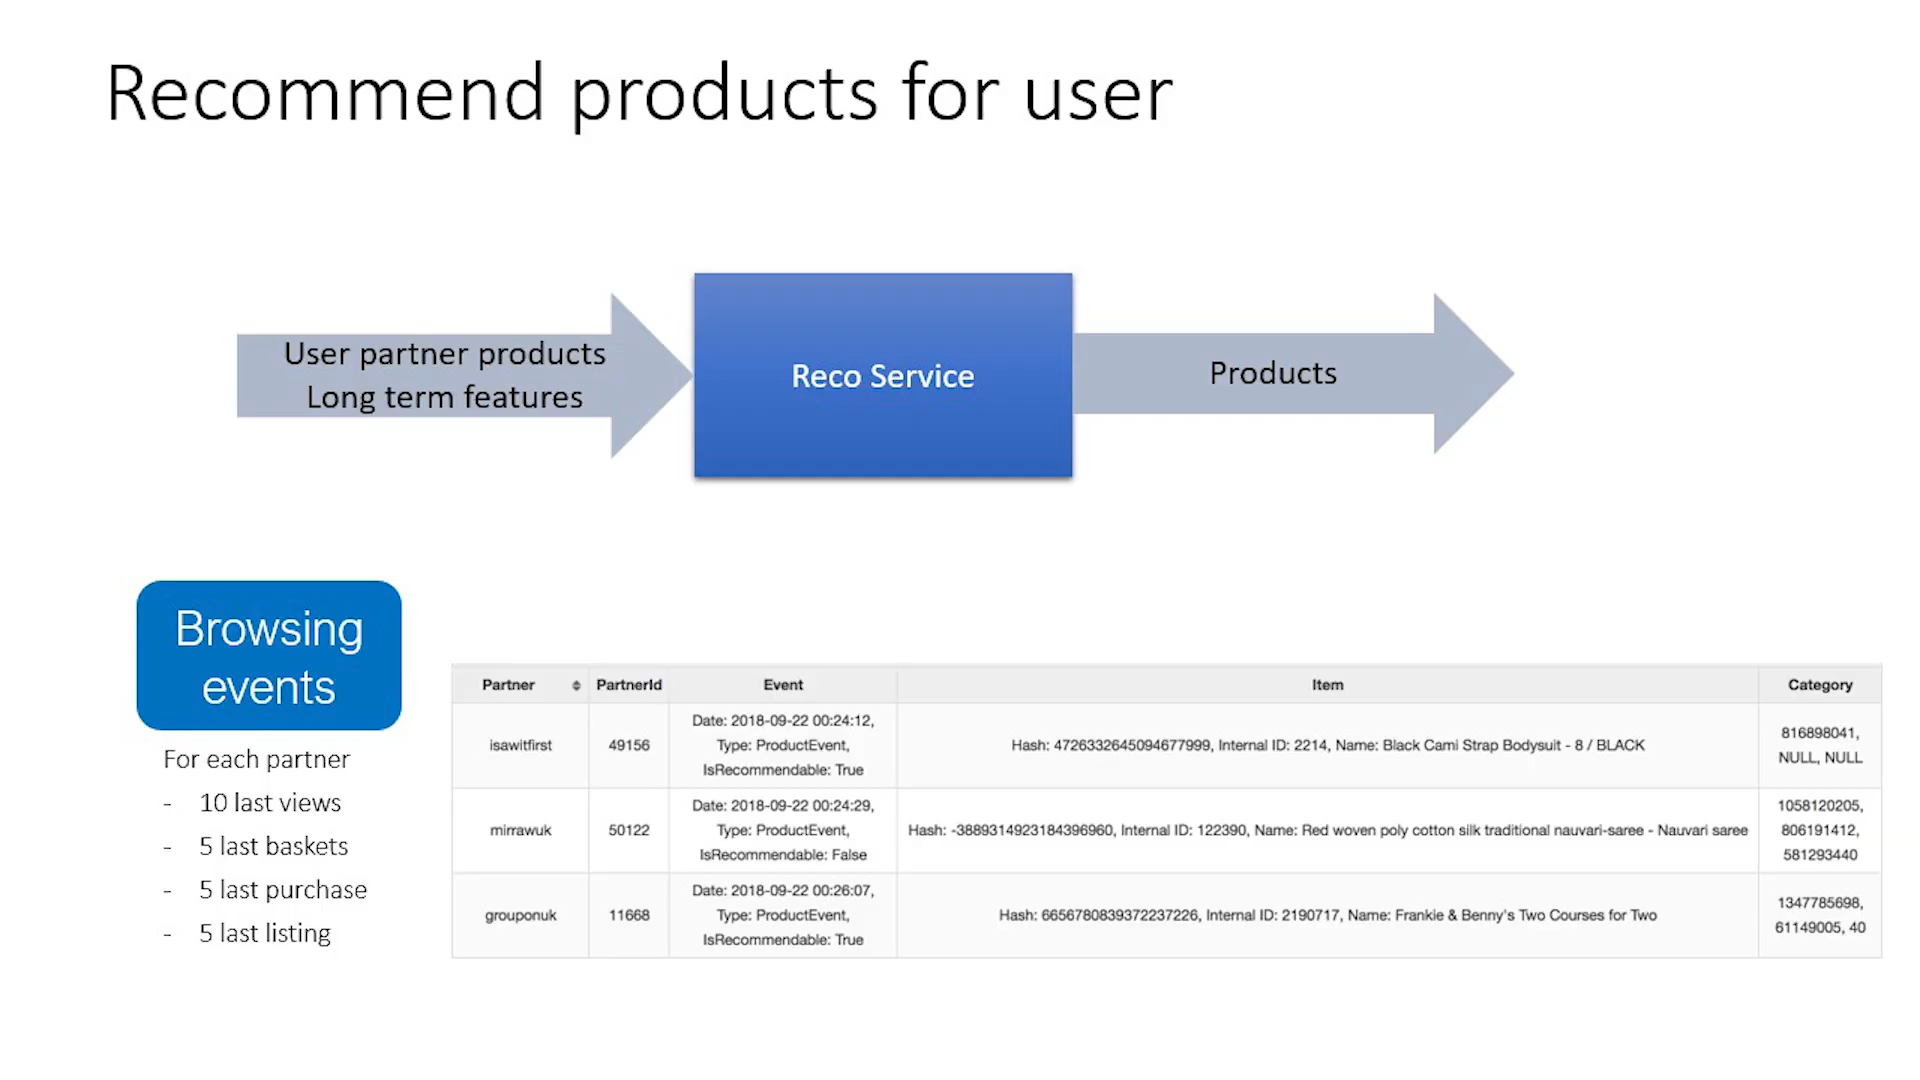 Recommend products for user
User partner products
Long term features
Reco Service
Products
Browsing
events
For each partner
- 10 last views
- 5 last baskets
- 5 last purchase
- 5 last listing
Partner PartnerId Event Item Category
isawitfirst 49156 Date: 2018-09-22 00:24:12,
Type: ProductEvent,
IsRecommendable: True
Hash: 4726332645094677999, Internal ID: 2214, Name: Black Cami Strap Bodysuit - 8 / BLACK
816898041,
NULL, NULL
mirrawuk 50122 Date: 2018-09-22 00:24:29,
Type: ProductEvent,
IsRecommendable: False
Hash: -3889314923184396960, Internal ID: 122390, Name: Red woven poly cotton silk traditional nauvari-saree - Nauvari saree
1058120205,
806191412,
581293440
grouponuk 11668 Date: 2018-09-22 00:26:07,
Type: ProductEvent,
IsRecommendable: True
Hash: 6656780839372237226, Internal ID: 2190717, Name: Frankie & Benny's Two Courses for Two
1347785698,
61149005, 40